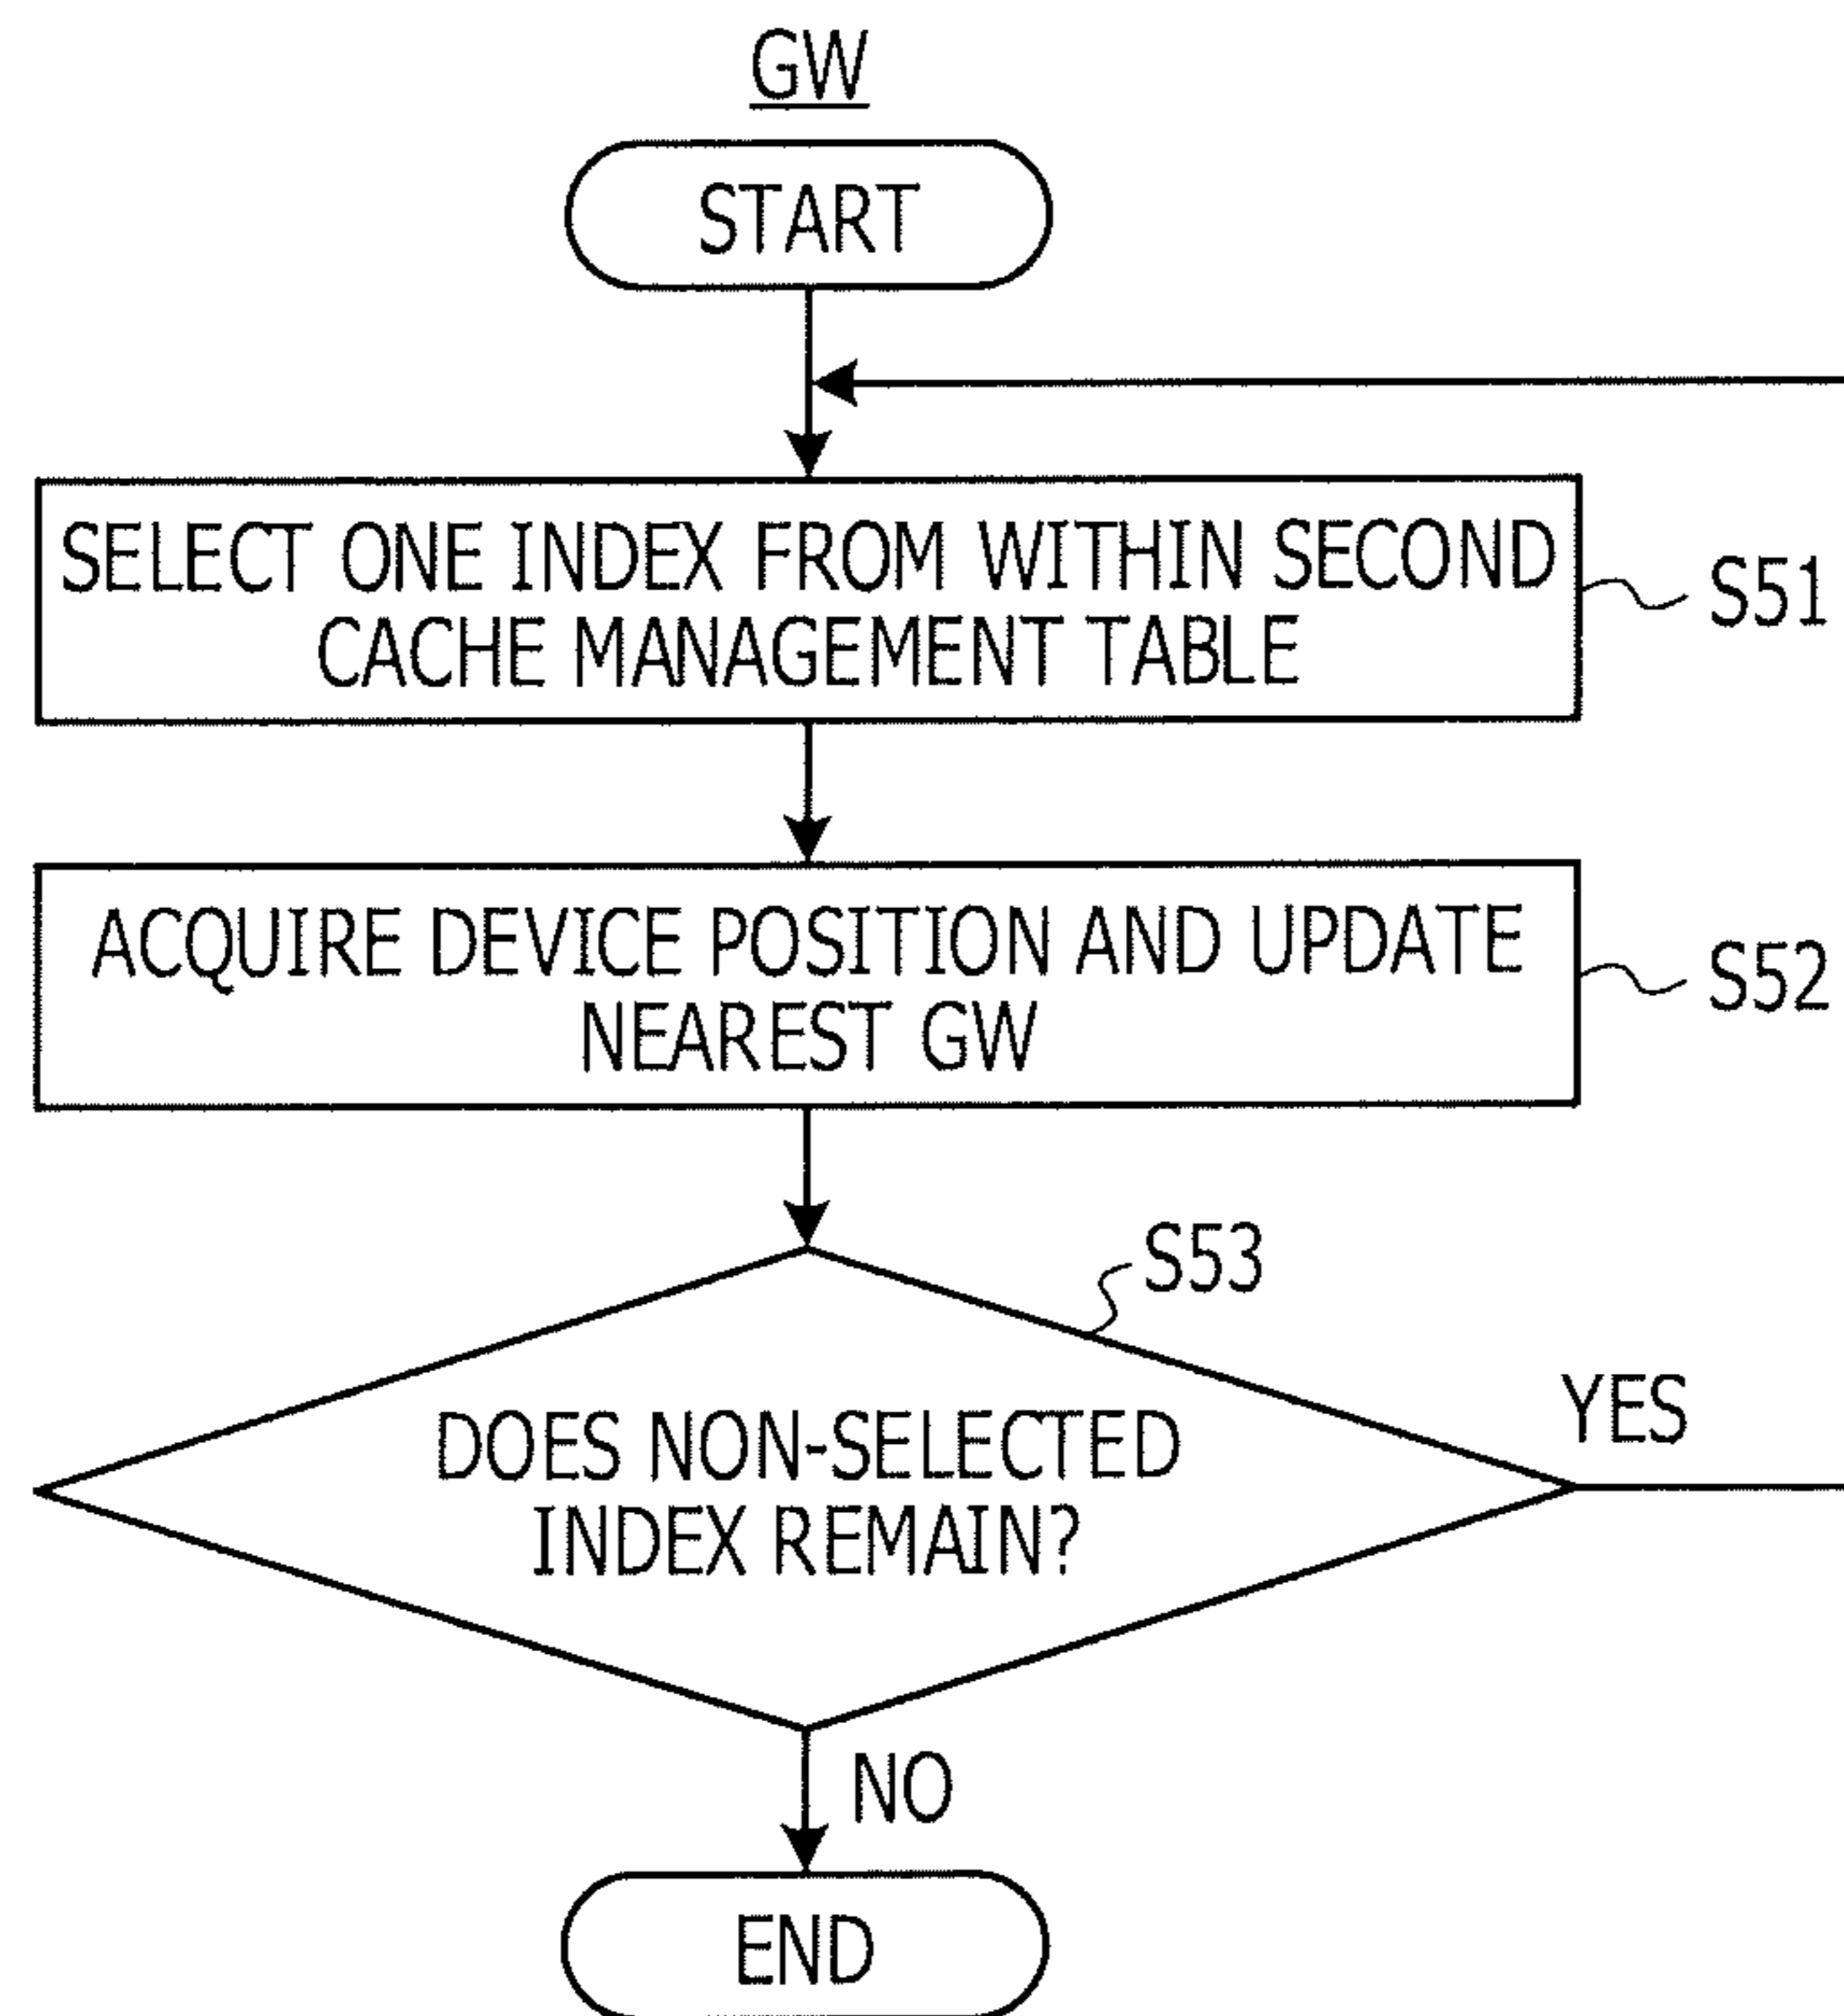 GW
START
SELECT ONE INDEX FROM WITHIN SECOND
CACHE MANAGEMENT TABLE
S51
ACQUIRE DEVICE POSITION AND UPDATE
NEAREST GW
S52
S53
DOES NON-SELECTED
INDEX REMAIN?
YES
NO
END